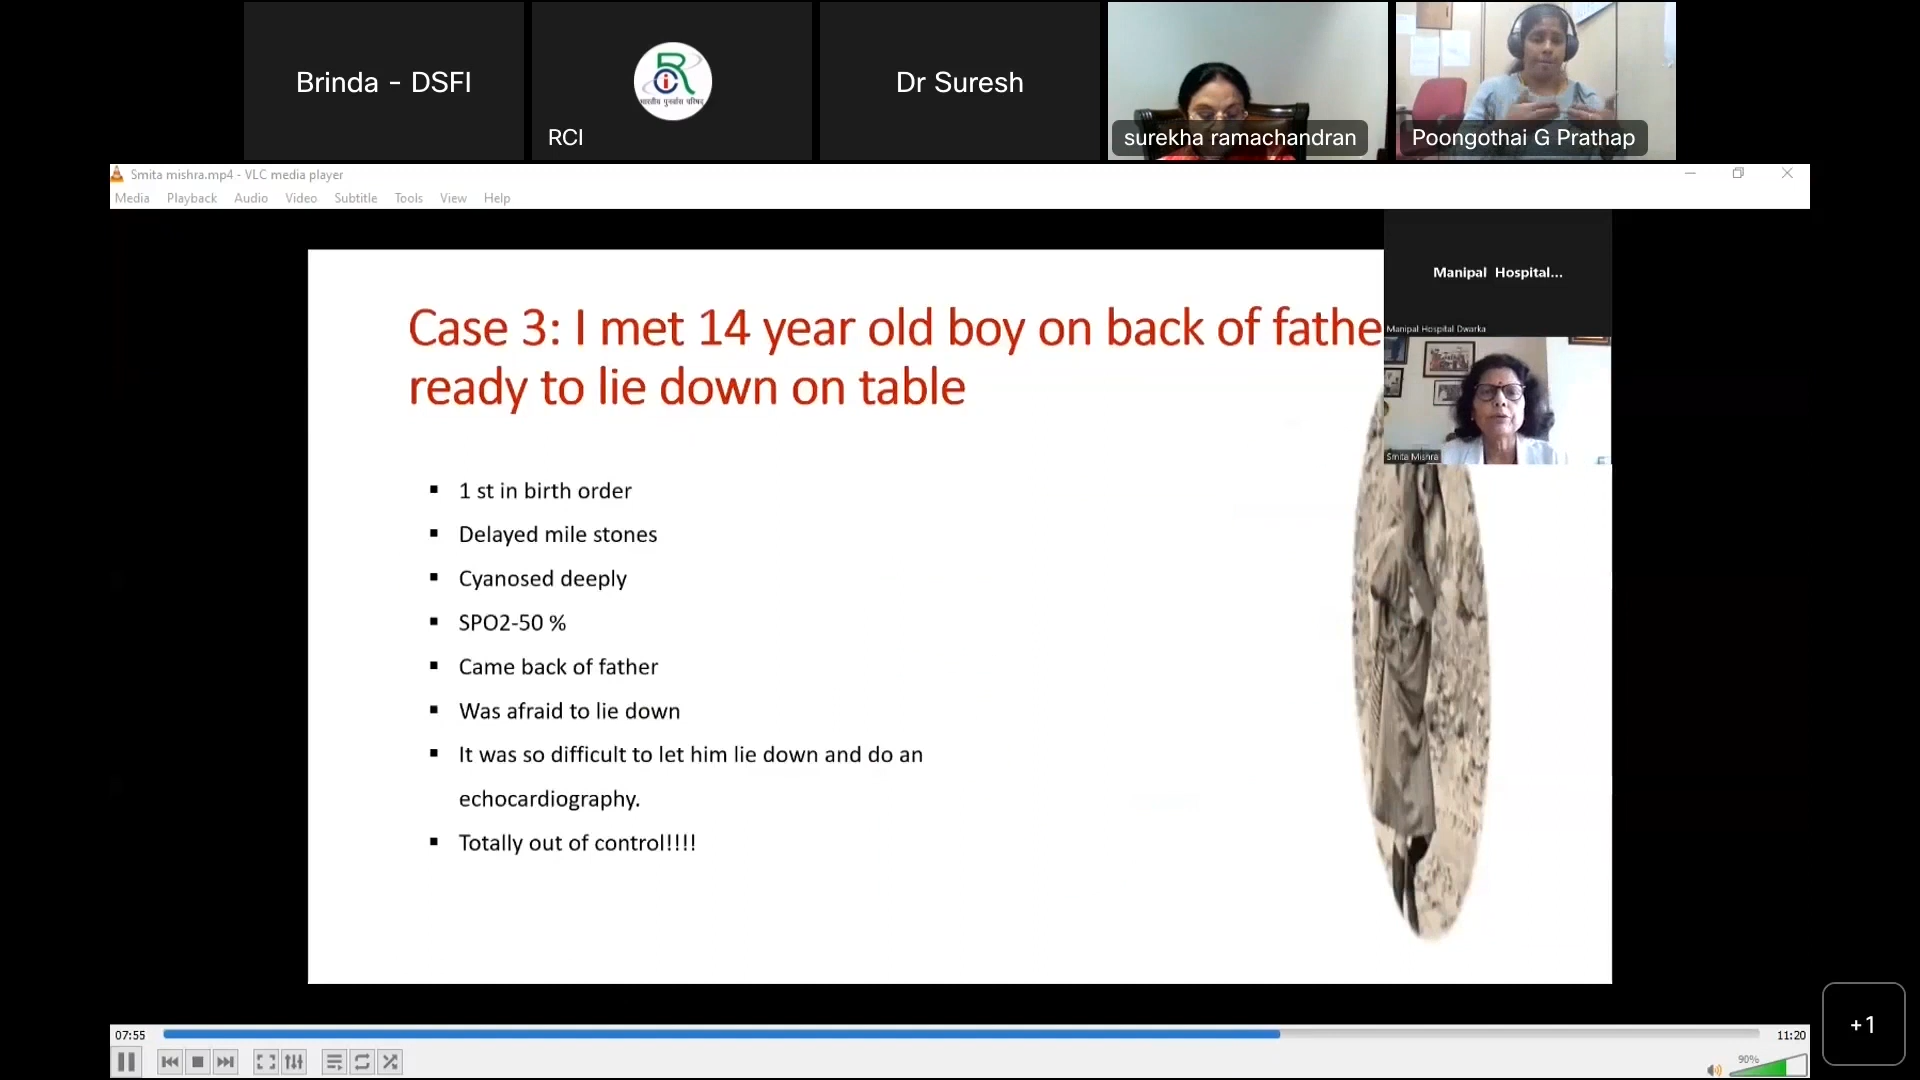 Brinda - DSFI
RCI
भारतीय पुनर्वास परिषद
Dr Suresh
surekha ramachandran
Poongothai G Prathap
Smita mishra.mp4 - VLC media player
Media Playback Audio Video Subtitle Tools View Help
Manipal Hospital...
Manipal Hospital Dwarka
Smita Mishra
Case 3: I met 14 year old boy on back of fathe
ready to lie down on table
▪ 1 st in birth order
▪ Delayed mile stones
▪ Cyanosed deeply
▪ SPO2-50 %
▪ Came back of father
▪ Was afraid to lie down
▪ It was so difficult to let him lie down and do an
echocardiography.
▪ Totally out of control!!!!
07:55
11:20
90%
+1